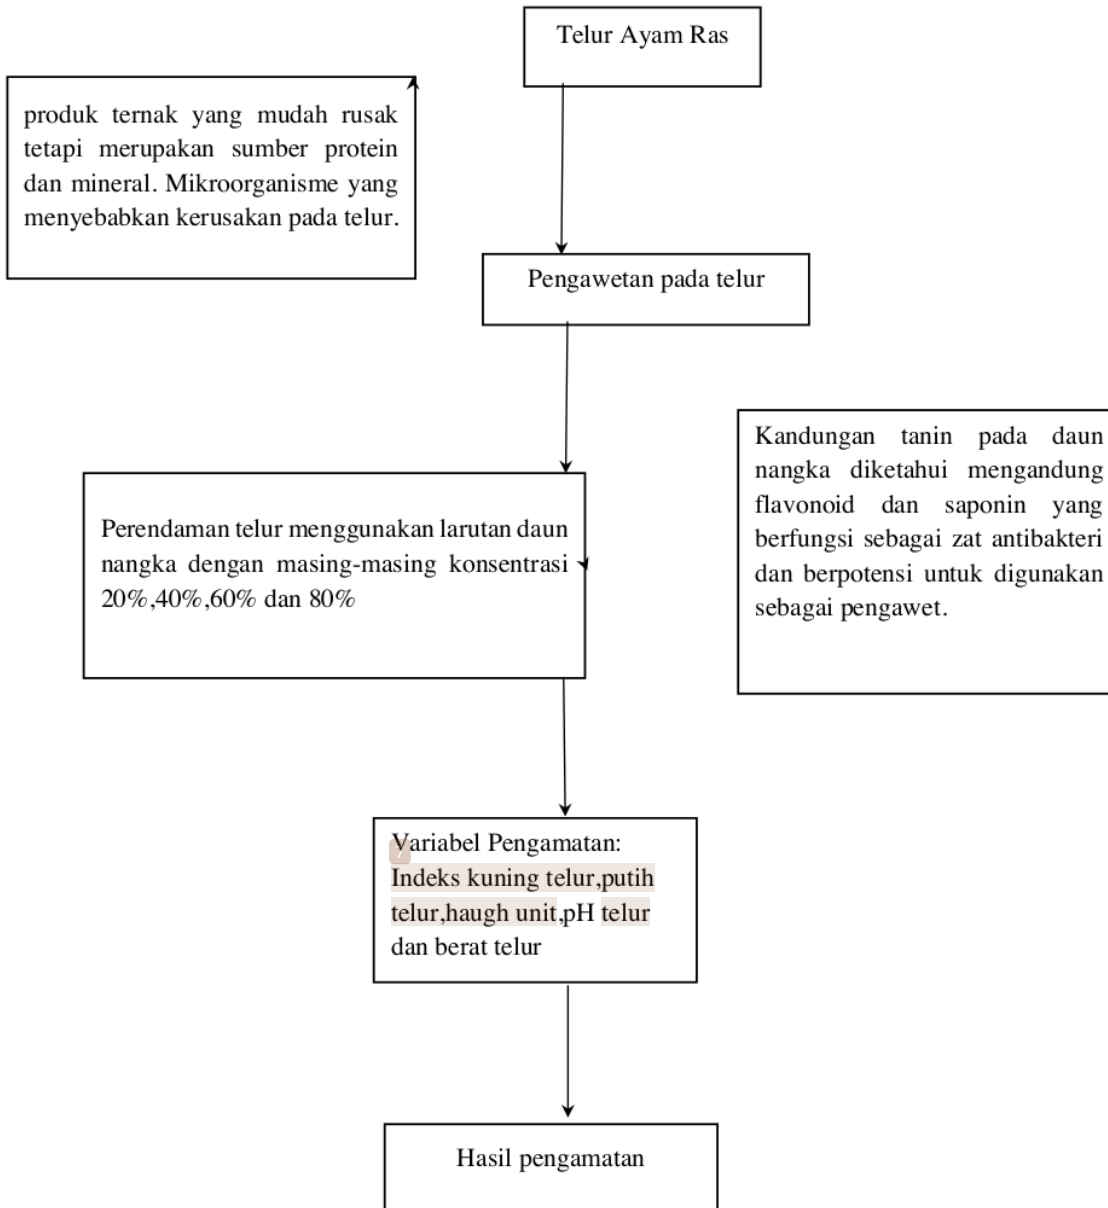 Telur Ayam Ras
produk ternak yang mudah rusak
tetapi merupakan sumber protein
dan mineral. Mikroorganisme yang
menyebabkan kerusakan pada telur.
Pengawetan pada telur
Kandungan tanin pada daun
nangka diketahui mengandung
flavonoid dan saponin yang
berfungsi sebagai zat antibakteri
dan berpotensi untuk digunakan
sebagai pengawet.
Perendaman telur menggunakan larutan daun
nangka dengan masing-masing konsentrasi
20%,40%,60% dan 80%
Variabel Pengamatan:
7
Indeks kuning telur,putih
telur,haugh unit,pH telur
dan berat telur
Hasil pengamatan